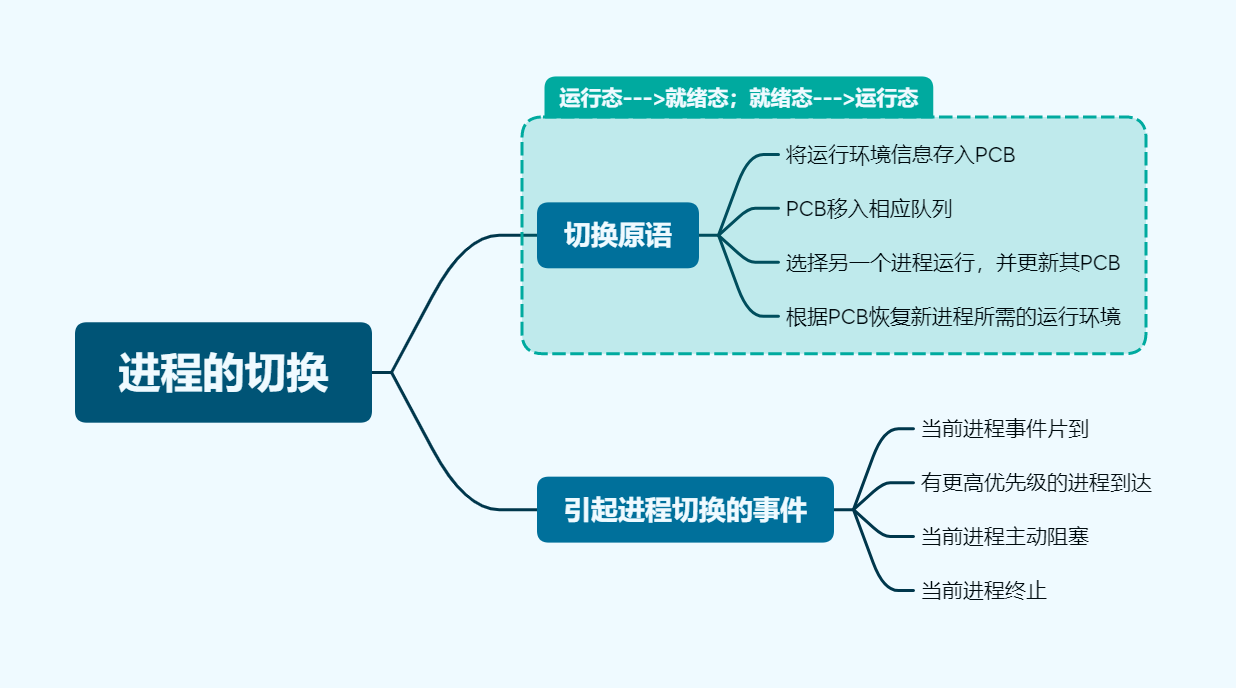 运行态--->就绪态；就绪态--->运行态
将运行环境信息存入PCB
PCB移入相应队列
切换原语
选择另一个进程运行，并更新其PCB
根据PCB恢复新进程所需的运行环境
进程的切换
当前进程事件片到
有更高优先级的进程到达
引起进程切换的事件
当前进程主动阻塞
当前进程终止